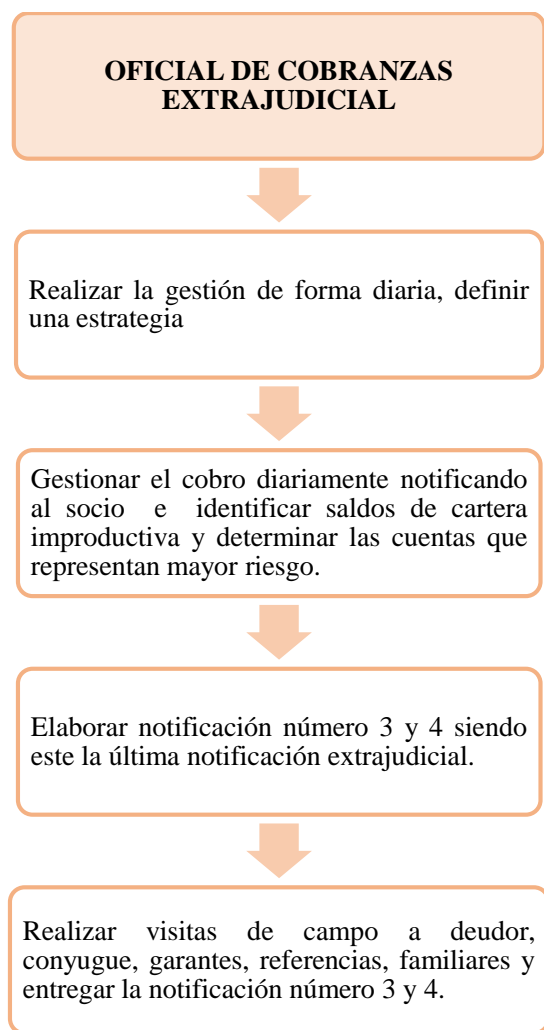 OFICIAL DE COBRANZAS
EXTRAJUDICIAL
Realizar la gestión de forma diaria, definir
una estrategia
Gestionar el cobro diariamente notificando
al socio e identificar saldos de cartera
improductiva y determinar las cuentas que
representan mayor riesgo.
Elaborar notificación número 3 y 4 siendo
este la última notificación extrajudicial.
Realizar visitas de campo a deudor,
conyugue, garantes, referencias, familiares y
entregar la notificación número 3 y 4.